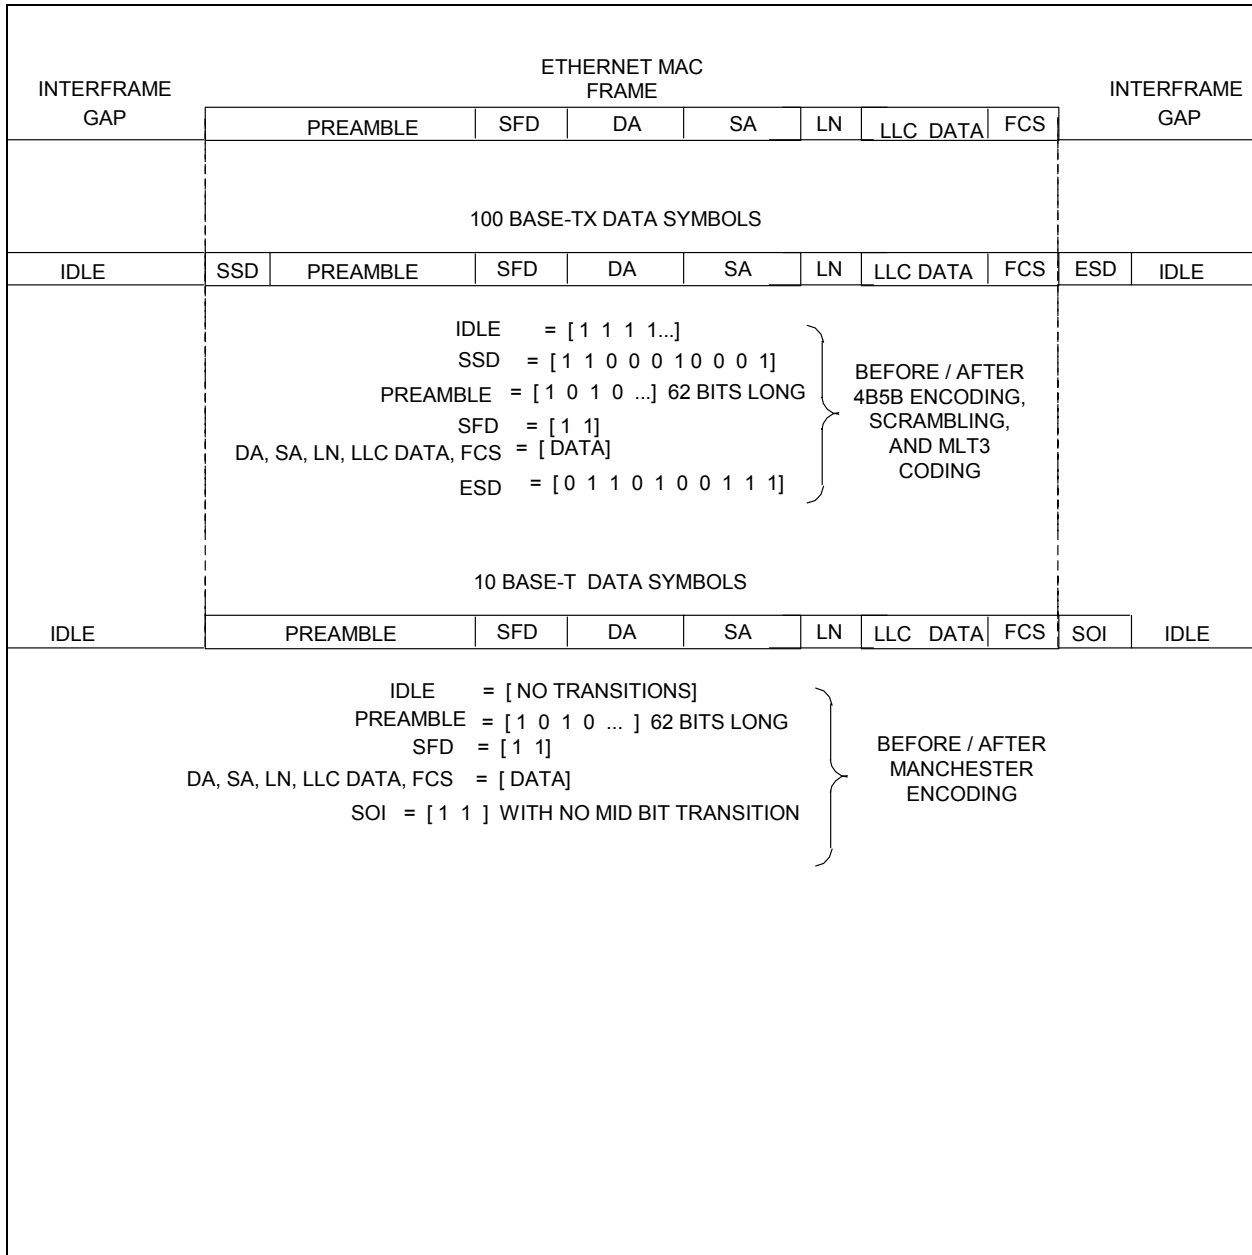 ETHERNET MAC
FRAME
INTERFRAME
GAP
INTERFRAME
GAP
PREAMBLE SFD DA SA LN LLC DATA FCS
100 BASE-TX DATA SYMBOLS
IDLE SSD PREAMBLE SFD DA SA LN LLC DATA FCS ESD IDLE
IDLE = [ 1 1 1 1...]
SSD = [ 1 1 0 0 0 1 0 0 0 1]
PREAMBLE = [ 1 0 1 0 ...] 62 BITS LONG
SFD = [ 1 1]
DA, SA, LN, LLC DATA, FCS = [ DATA]
ESD = [ 0 1 1 0 1 0 0 1 1 1]
BEFORE / AFTER
4B5B ENCODING,
SCRAMBLING,
AND MLT3
CODING
10 BASE-T DATA SYMBOLS
IDLE PREAMBLE SFD DA SA LN LLC DATA FCS SOI IDLE
IDLE = [ NO TRANSITIONS]
PREAMBLE = [ 1 0 1 0 ... ] 62 BITS LONG
SFD = [ 1 1]
DA, SA, LN, LLC DATA, FCS = [ DATA]
SOI = [ 1 1 ] WITH NO MID BIT TRANSITION
BEFORE / AFTER
MANCHESTER
ENCODING